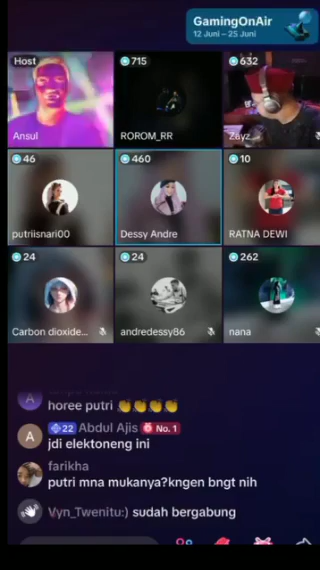 GamingOnAir
12 Juni – 25 Juni
Host
715
632
Ansul
ROROM_RR
Zayz
46
460
10
putriisnari00
Dessy Andre
RATNA DEWI
24
24
262
Carbon dioxide...
andredessy86
nana
A
horee putri 👏👏👏👏
A
22 Abdul Ajis No. 1
jdi elektoneng ini
farikha
putri mna mukanya?kngen bngt nih
Vyn_Twenitu:) sudah bergabung